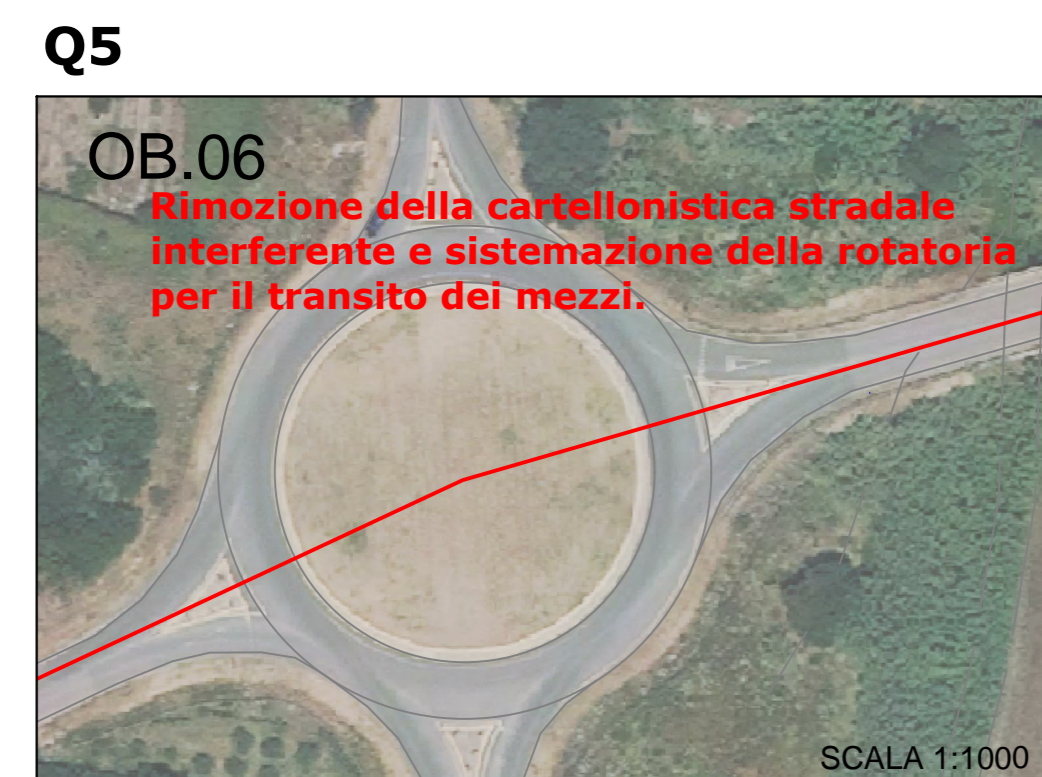 Q5
OB.06
Rimozione della cartellonistica stradale
interferente e sistemazione della rotatoria
per il transito dei mezzi.
SCALA 1:1000